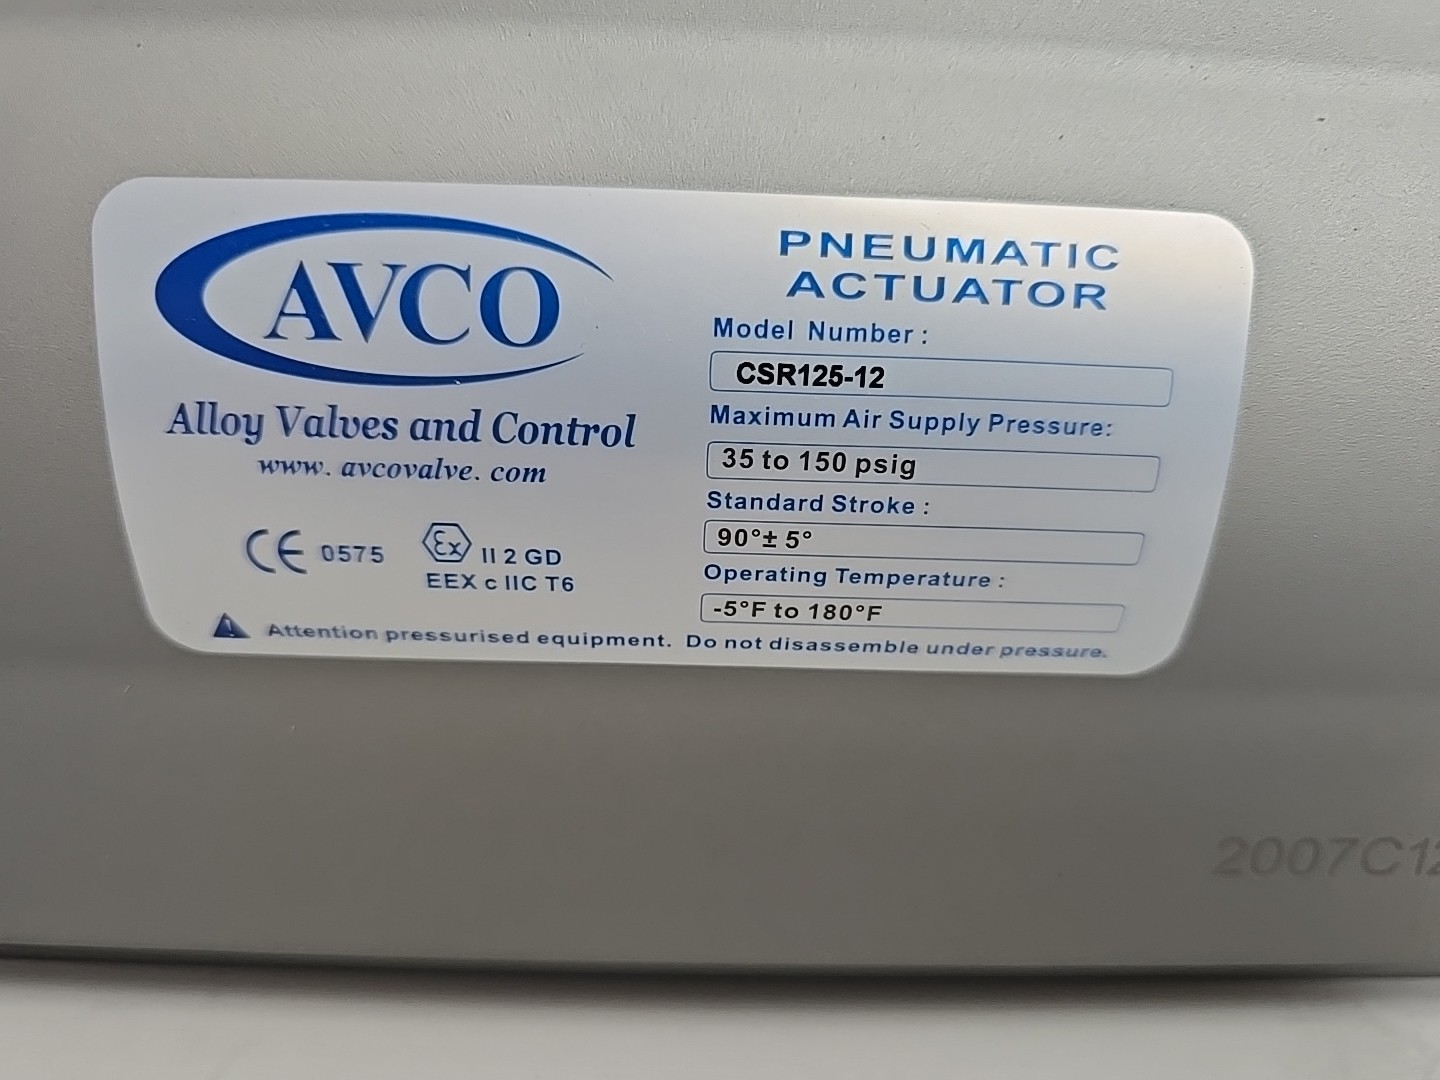 AVCO
Alloy Valves and Control
www.avcovalve.com
CE 0575
Ex II 2 GD
EEX c IIC T6
PNEUMATIC
ACTUATOR
Model Number :
CSR125-12
Maximum Air Supply Pressure:
35 to 150 psig
Standard Stroke :
90°± 5°
Operating Temperature :
-5°F to 180°F
Attention pressurised equipment. Do not disassemble under pressure.
2007C12